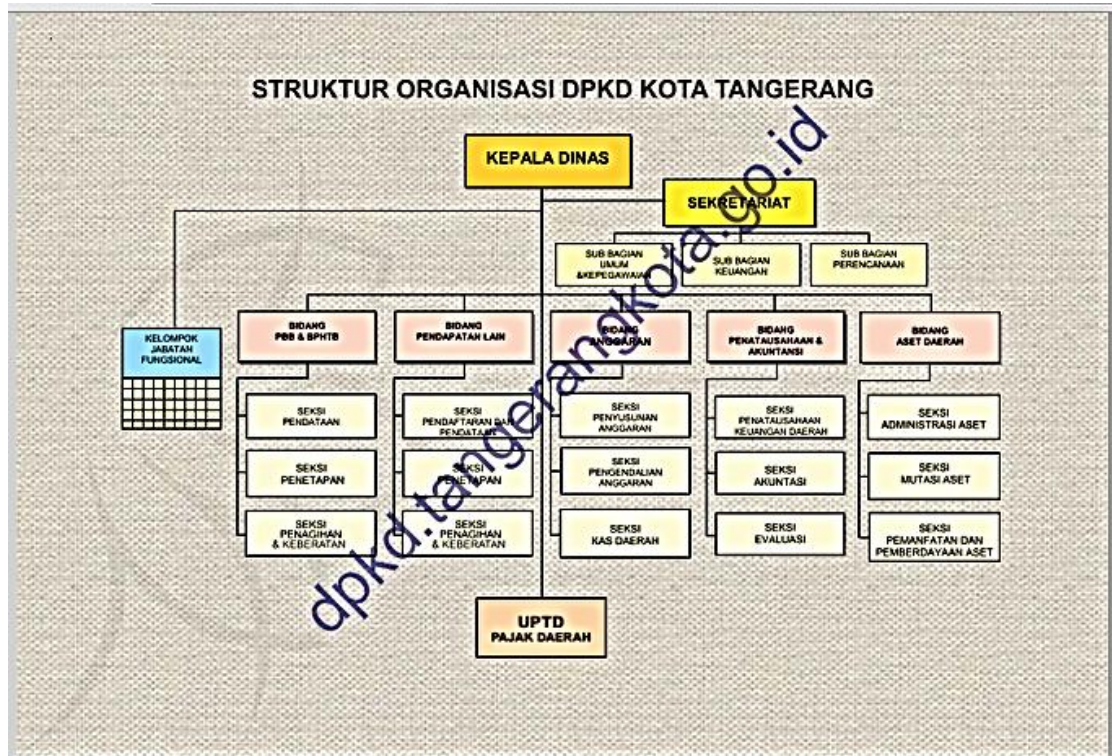 STRUKTUR ORGANISASI DPKD KOTA TANGERANG
KEPALA DINAS
SEKRETARIAT
SUB BAGIAN
UMUM
&KEPEGAWAIAN
SUB BAGIAN
KEUANGAN
SUB BAGIAN
PERENCANAAN
KELOMPOK
JABATAN
FUNGSIONAL
BIDANG
PBB & BPHTB
BIDANG
PENDAPATAN LAIN
BIDANG
ANGGARAN
BIDANG
PENATAUSAHAAN &
AKUNTANSI
BIDANG
ASET DAERAH
SEKSI
PENDATAAN
SEKSI
PENDAFTARAN DAN
PENDATAAN
SEKSI
PENYUSUNAN
ANGGARAN
SEKSI
PENATAUSAHAAN
KEUANGAN DAERAH
SEKSI
ADMINISTRASI ASET
SEKSI
PENETAPAN
SEKSI
PENETAPAN
SEKSI
PENGENDALIAN
ANGGARAN
SEKSI
AKUNTASI
SEKSI
MUTASI ASET
SEKSI
PENAGIHAN
& KEBERATAN
SEKSI
PENAGIHAN
& KEBERATAN
SEKSI
KAS DAERAH
SEKSI
EVALUASI
SEKSI
PEMANFATAN DAN
PEMBERDAYAAN ASET
UPTD
PAJAK DAERAH
dpkd.tangerangkota.go.id